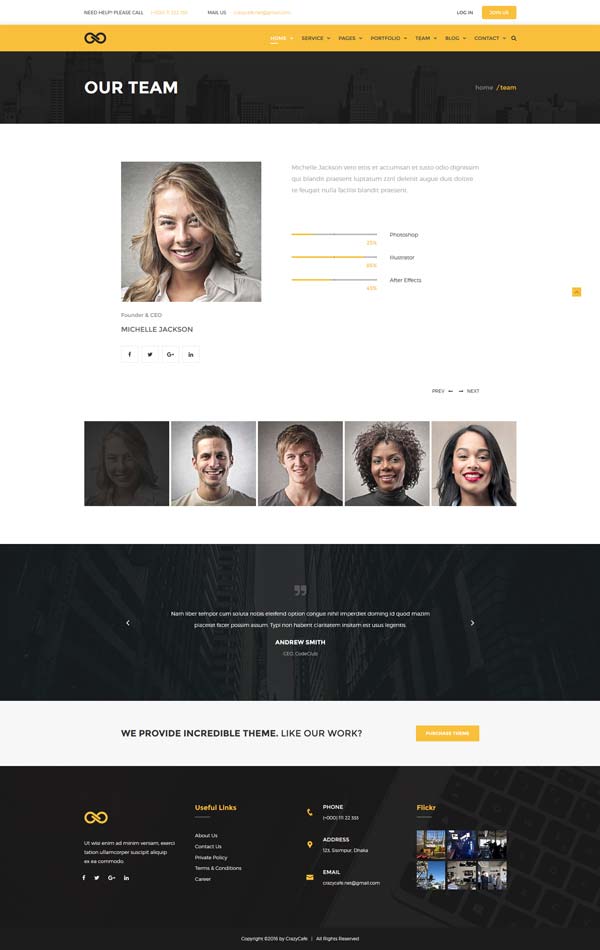 NEED HELP? PLEASE CALL (+000) 11 222 333 MAIL US crazycafe.net@gmail.com LOG IN JOIN US
HOME SERVICE PAGES PORTFOLIO TEAM BLOG CONTACT
OUR TEAM
home /team
Michelle Jackson vero eitis et accumsan et iusto odio dignissim
qui blandit praesent luptatum zzril delenit augue duis dolore
te feugait nulla facilisi blandit praesent.
Photoshop
25%
Illustrator
After Effects
Founder & CEO
MICHELLE JACKSON
PREV NEXT
Nam liber tempor cum soluta nobis eleifend option congue nihil imperdiet doming id quod mazim
placerat facer possim assum. Typi non habent claritatem insitam est usus legentis
ANDREW SMITH
CEO, CodeClub
WE PROVIDE INCREDIBLE THEME. LIKE OUR WORK?
PURCHASE THEME
Ut wisi enim ad minim veniam, exerci
tation ullamcorper suscipit aliquip
ex ea commodo.
Useful Links
About Us
Contact Us
Private Policy
Terms & Conditions
Career
PHONE
(+000) 111 22 333
ADDRESS
123, Sismpur, Dhaka
EMAIL
crazycafe.net@gmail.com
Flickr
Copyright ©2016 by CrazyCafe | All Rights Reserved